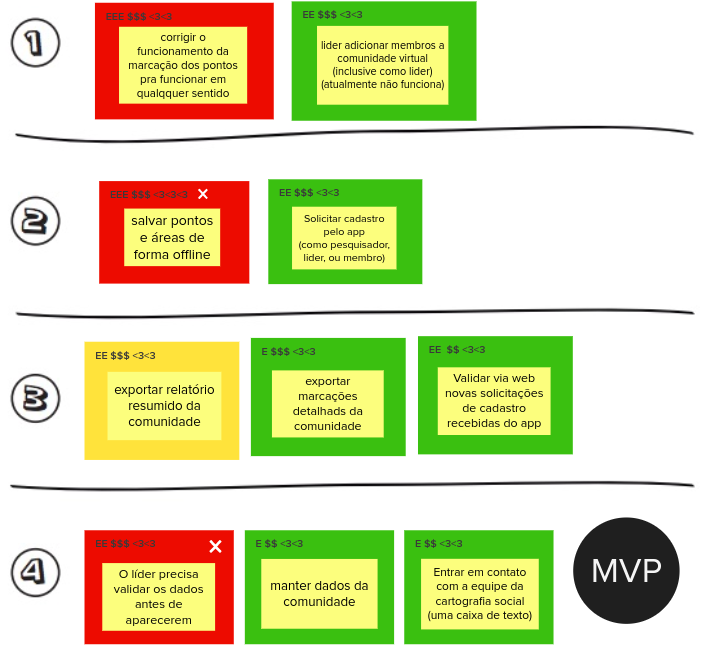 1
EEE $$$ <3<3
corrigir o
funcionamento da
marcação dos pontos
pra funcionar em
qualqquer sentido
EE $$$ <3<3
lider adicionar membros a
comunidade virtual
(inclusive como lider)
(atualmente não funciona)
2
EEE $$$ <3<3<3 X
salvar pontos
e áreas de
forma offline
EE $$$ <3<3
Solicitar cadastro
pelo app
(como pesquisador,
lider, ou membro)
3
EE $$$ <3<3
exportar relatório
resumido da
comunidade
E $$$ <3<3
exportar
marcações
detalhads da
comunidade
EE $$ <3<3
Validar via web
novas solicitações
de cadastro
recebidas do app
4
EE $$$ <3<3 X
O líder precisa
validar os dados
antes de
aparecerem
E $$ <3<3
manter dados da
comunidade
E $$ <3<3
Entrar em contato
com a equipe da
cartografia social
(uma caixa de texto)
MVP